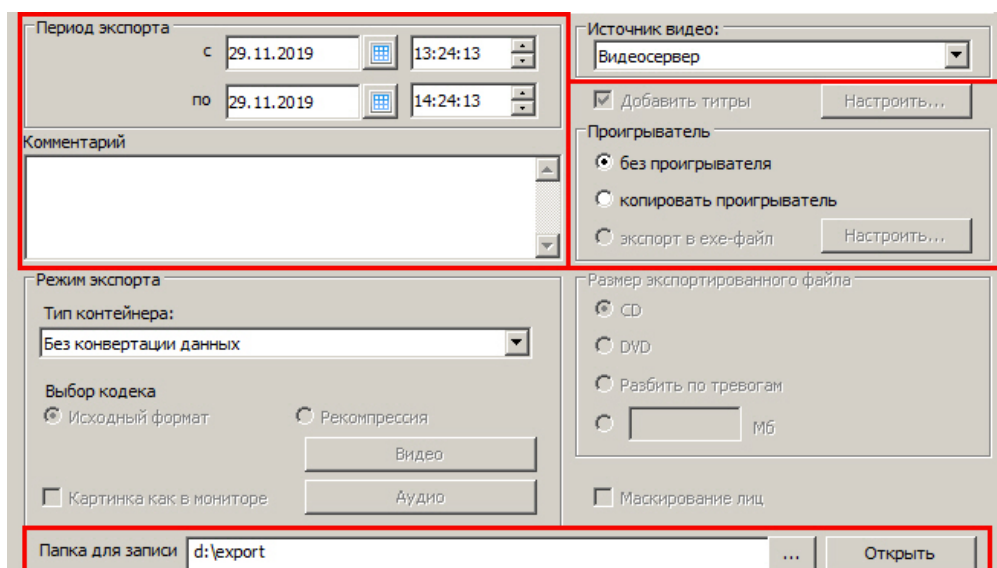 Период экспорта
с 29.11.2019 13:24:13
по 29.11.2019 14:24:13
Комментарий
Источник видео:
Видеосервер
Добавить титры Настроить...
Проигрыватель
без проигрывателя
копировать проигрыватель
экспорт в exe-файл Настроить...
Режим экспорта
Тип контейнера:
Без конвертации данных
Выбор кодека
Исходный формат Рекомпрессия
Видео
Картинка как в мониторе Аудио
Размер экспортированного файла
CD
DVD
Разбить по тревогам
Мб
Маскирование лиц
Папка для записи d:\export ... Открыть